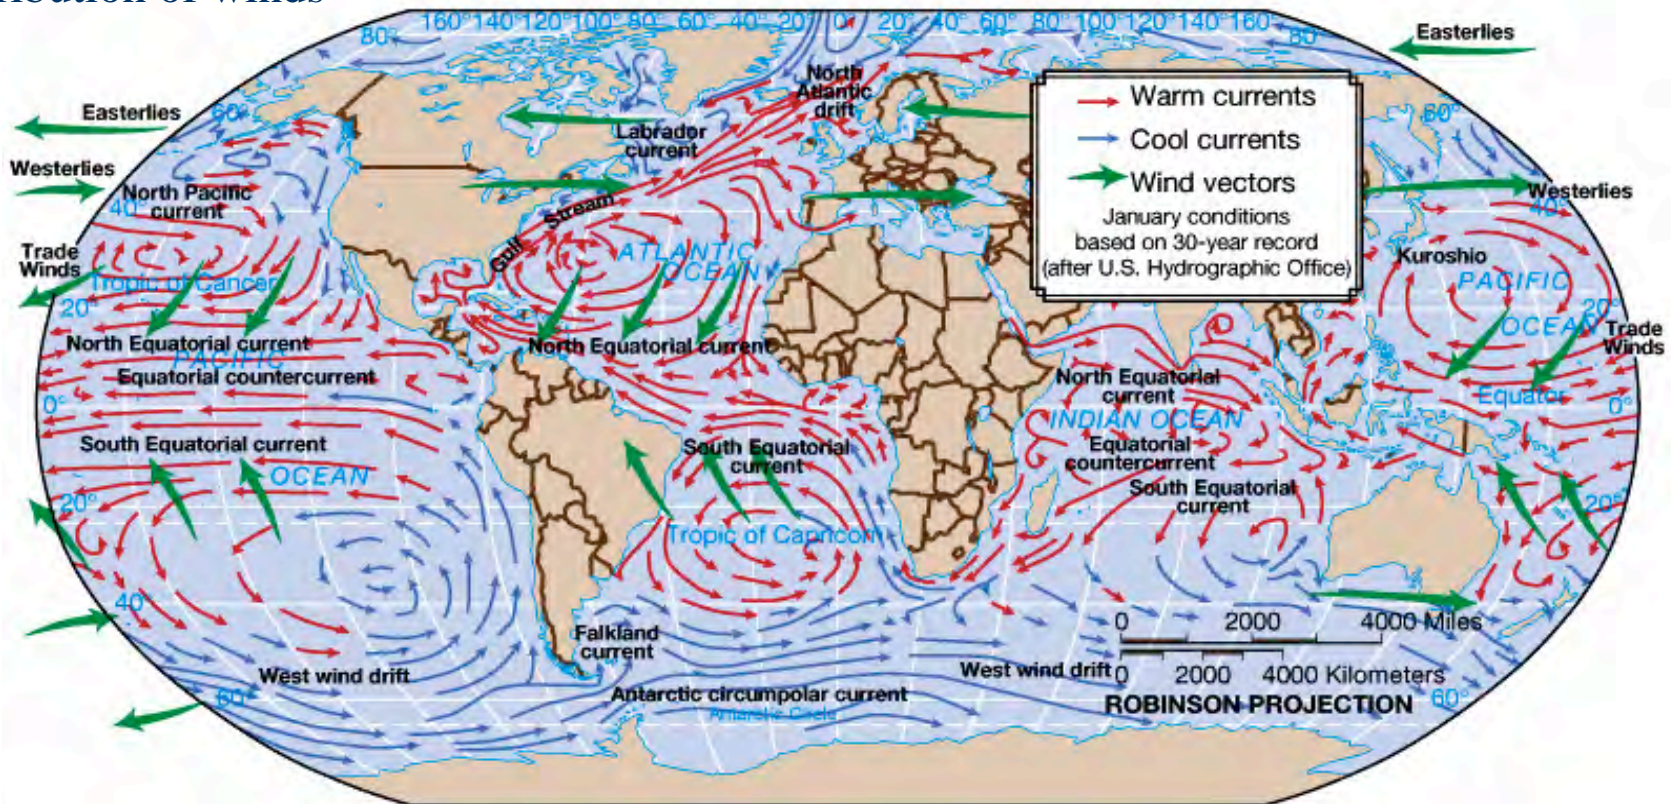 160° 140° 120° 100° 80° 60° 40° 20° 0° 20° 40° 60° 80° 100° 120° 140° 160°
80°
80°
Easterlies
North
Atlantic
drift
Warm currents
Cool currents
Wind vectors
January conditions
based on 30-year record
(after U.S. Hydrographic Office)
Easterlies
60°
60°
Labrador
current
Westerlies
North Pacific
current
40°
Westerlies
40°
Gulf Stream
Trade
Winds
ATLANTIC
OCEAN
Kuroshio
PACIFIC
OCEAN
Tropic of Cancer
20°
20°
Trade
Winds
North Equatorial current
PACIFIC
North Equatorial current
Equatorial countercurrent
North Equatorial
current
Equator
0°
0°
INDIAN OCEAN
South Equatorial current
OCEAN
South Equatorial
current
Equatorial
countercurrent
South Equatorial
current
20°
20°
Tropic of Capricorn
40°
0 2000 4000 Miles
0 2000 4000 Kilometers
ROBINSON PROJECTION
Falkland
current
West wind drift
West wind drift
60°
60°
Antarctic circumpolar current
Antarctic Circle